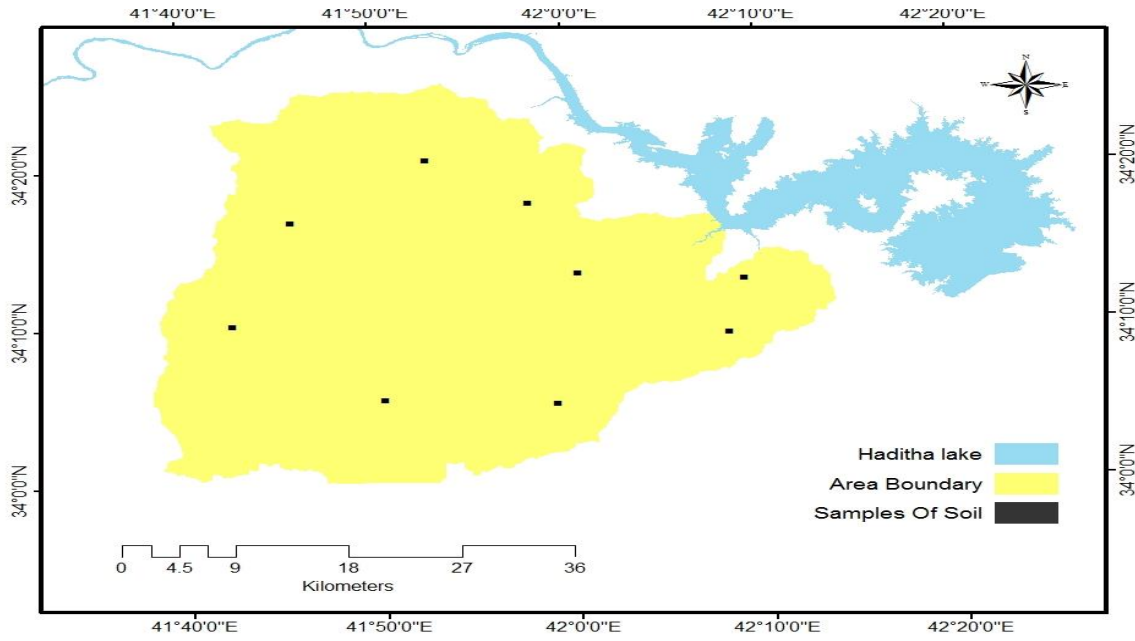 41°40'0"E 41°50'0"E 42°0'0"E 42°10'0"E 42°20'0"E
N
W E
S
34°20'0"N 34°20'0"N
34°10'0"N 34°10'0"N
34°0'0"N 34°0'0"N
Haditha lake
Area Boundary
Samples Of Soil
0 4.5 9 18 27 36
Kilometers
41°40'0"E 41°50'0"E 42°0'0"E 42°10'0"E 42°20'0"E